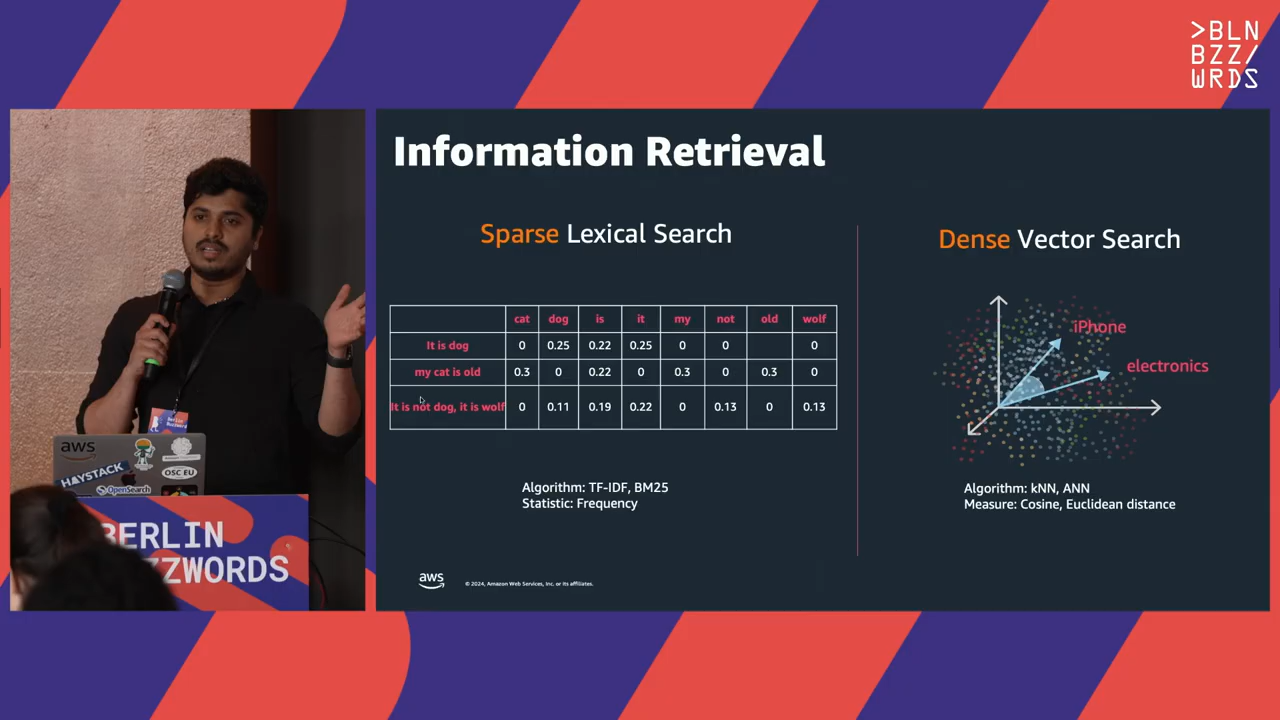 >BLN
BZZ/
WRDS
Information Retrieval
Sparse Lexical Search
cat dog is it my not old wolf
It is dog 0 0.25 0.22 0.25 0 0 0
my cat is old 0.3 0 0.22 0 0.3 0 0.3 0
It is not dog, it is wolf 0 0.11 0.19 0.22 0 0.13 0 0.13
Algorithm: TF-IDF, BM25
Statistic: Frequency
Dense Vector Search
iPhone
electronics
Algorithm: kNN, ANN
Measure: Cosine, Euclidean distance
aws
© 2024, Amazon Web Services, Inc. or its affiliates.
aws
HAYSTACK
OSC EU
OpenSearch
BERLIN
ZZWORDS